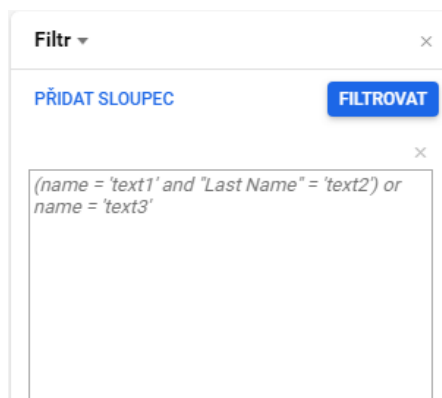 Filtr
PŘIDAT SLOUPEC
FILTROVAT
(name = 'text1' and "Last Name" = 'text2') or
name = 'text3'